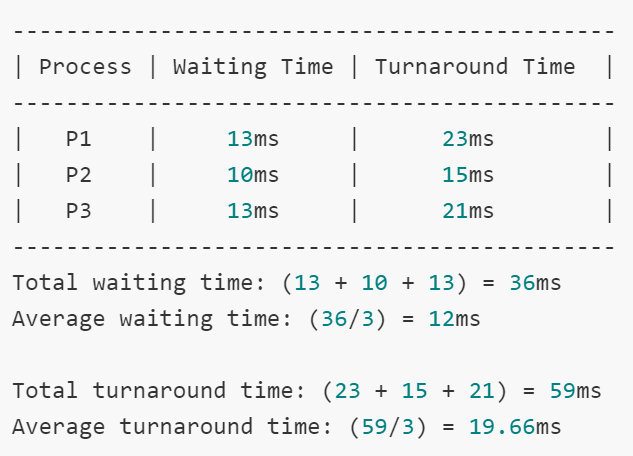 ---------------------------------------------
| Process | Waiting Time | Turnaround Time  |
---------------------------------------------
|   P1    |     13ms     |      23ms        |
|   P2    |     10ms     |      15ms        |
|   P3    |     13ms     |      21ms        |
---------------------------------------------
Total waiting time: (13 + 10 + 13) = 36ms
Average waiting time: (36/3) = 12ms

Total turnaround time: (23 + 15 + 21) = 59ms
Average turnaround time: (59/3) = 19.66ms